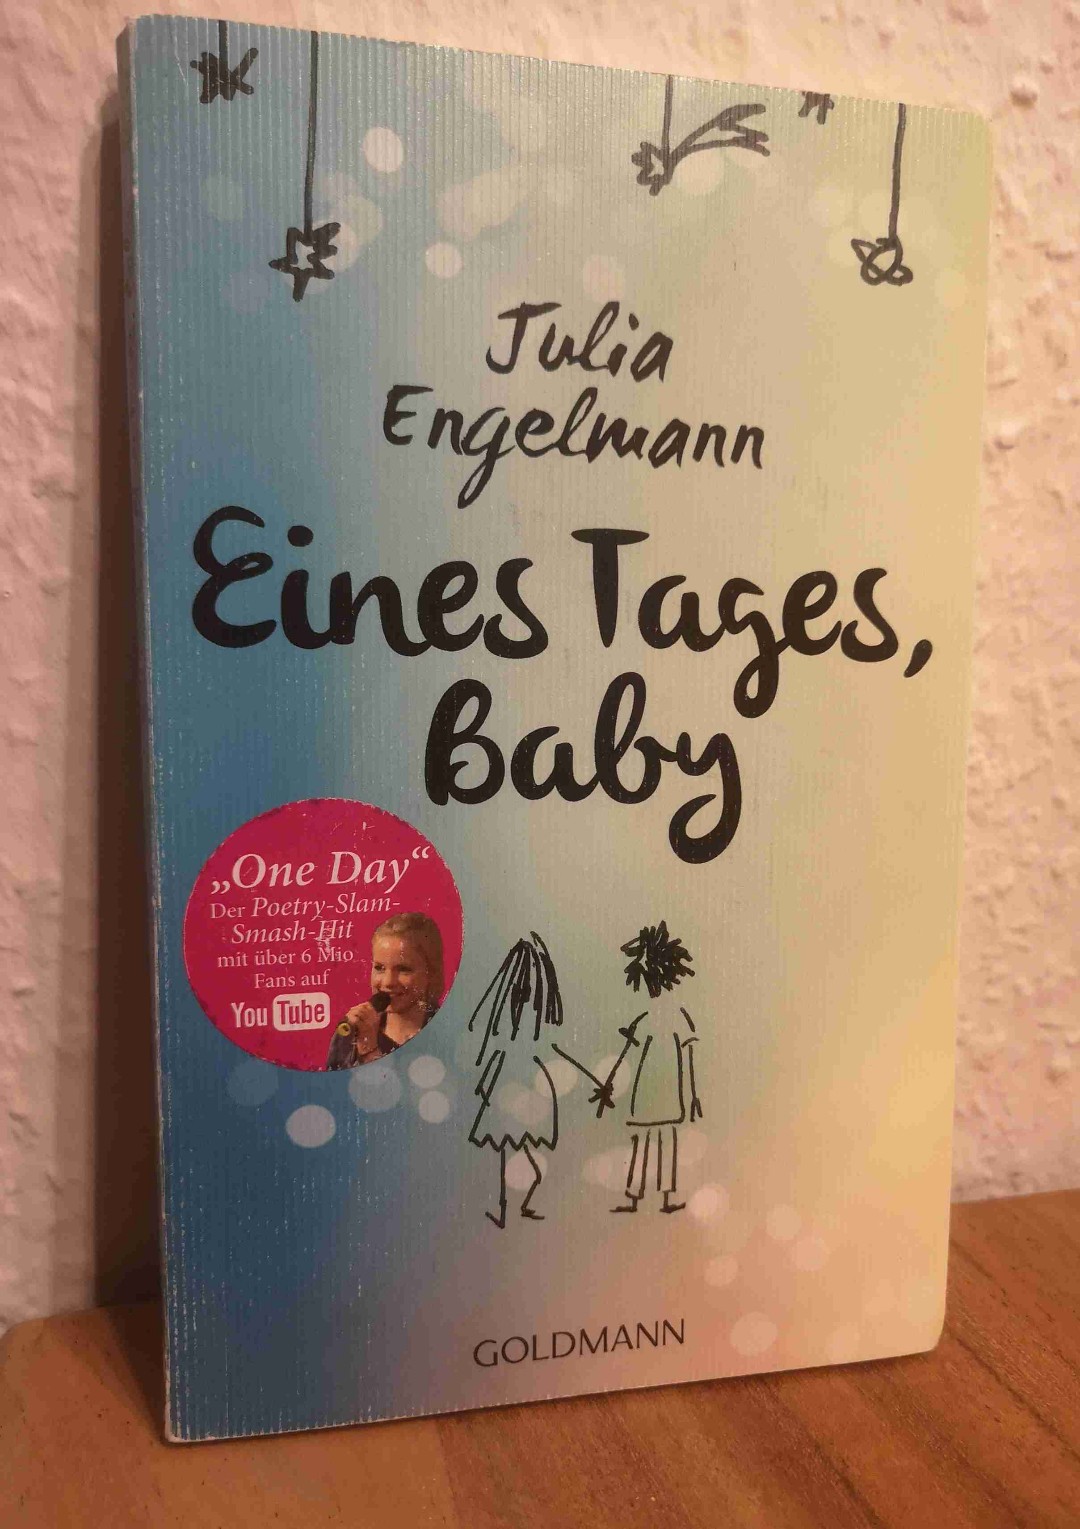 Julia
Engelmann
Eines Tages,
Baby
„One Day“
Der Poetry-Slam-
Smash-Hit
mit über 6 Mio
Fans auf
YouTube
GOLDMANN